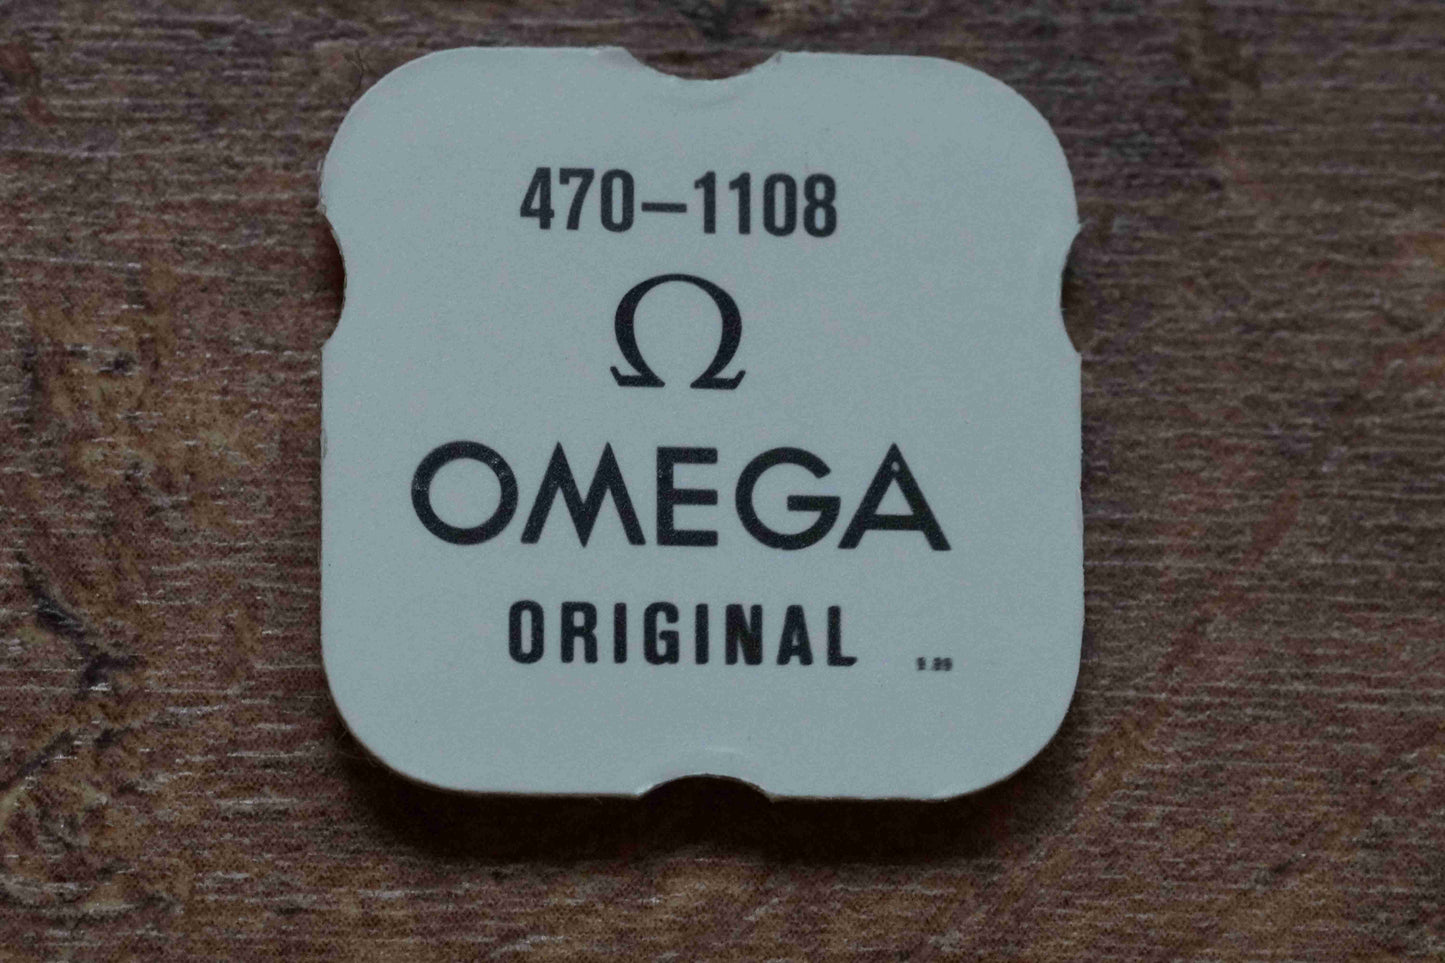 470-1108
Ω
OMEGA
ORIGINAL